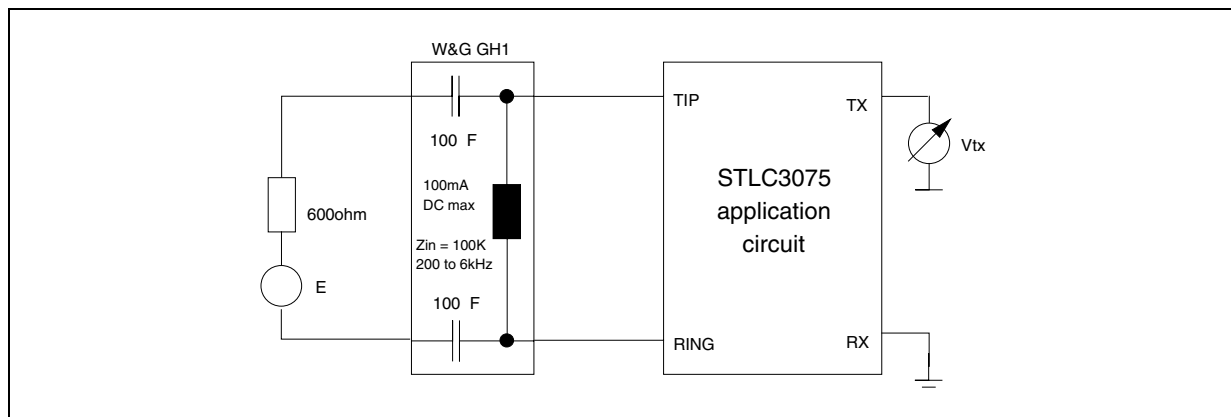 W&G GH1
TIP
TX
100 F
Vtx
STLC3075
application
circuit
100mA
DC max
600ohm
Zin = 100K
200 to 6kHz
E
100 F
RING
RX